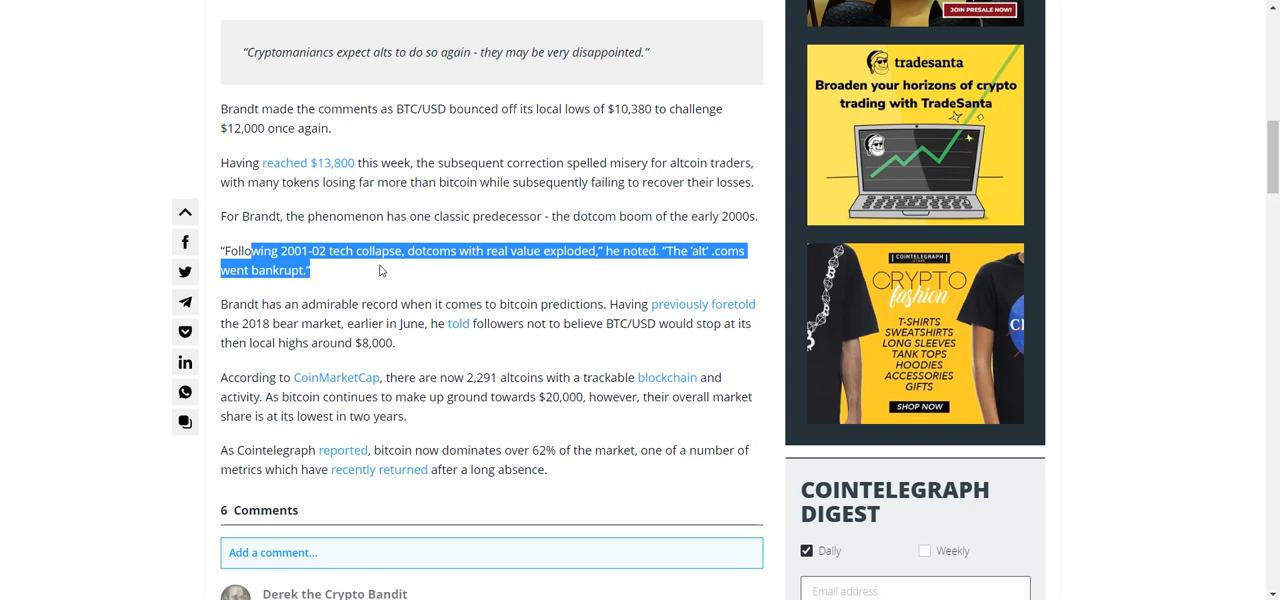 “Cryptomaniancs expect alts to do so again - they may be very disappointed.”
Brandt made the comments as BTC/USD bounced off its local lows of $10,380 to challenge
$12,000 once again.
Having reached $13,800 this week, the subsequent correction spelled misery for altcoin traders,
with many tokens losing far more than bitcoin while subsequently failing to recover their losses.
For Brandt, the phenomenon has one classic predecessor - the dotcom boom of the early 2000s.
“Following 2001-02 tech collapse, dotcoms with real value exploded,” he noted. “The ‘alt’ .coms
went bankrupt.”
Brandt has an admirable record when it comes to bitcoin predictions. Having previously foretold
the 2018 bear market, earlier in June, he told followers not to believe BTC/USD would stop at its
then local highs around $8,000.
According to CoinMarketCap, there are now 2,291 altcoins with a trackable blockchain and
activity. As bitcoin continues to make up ground towards $20,000, however, their overall market
share is at its lowest in two years.
As Cointelegraph reported, bitcoin now dominates over 62% of the market, one of a number of
metrics which have recently returned after a long absence.
6 Comments
Add a comment...
Derek the Crypto Bandit
JOIN PRESALE NOW!
tradesanta
Broaden your horizons of crypto
trading with TradeSanta
COINTELEGRAPH
CRYPTO
fashion
T-SHIRTS
SWEATSHIRTS
LONG SLEEVES
TANK TOPS
HOODIES
ACCESSORIES
GIFTS
SHOP NOW
COINTELEGRAPH
DIGEST
Daily
Weekly
Email address